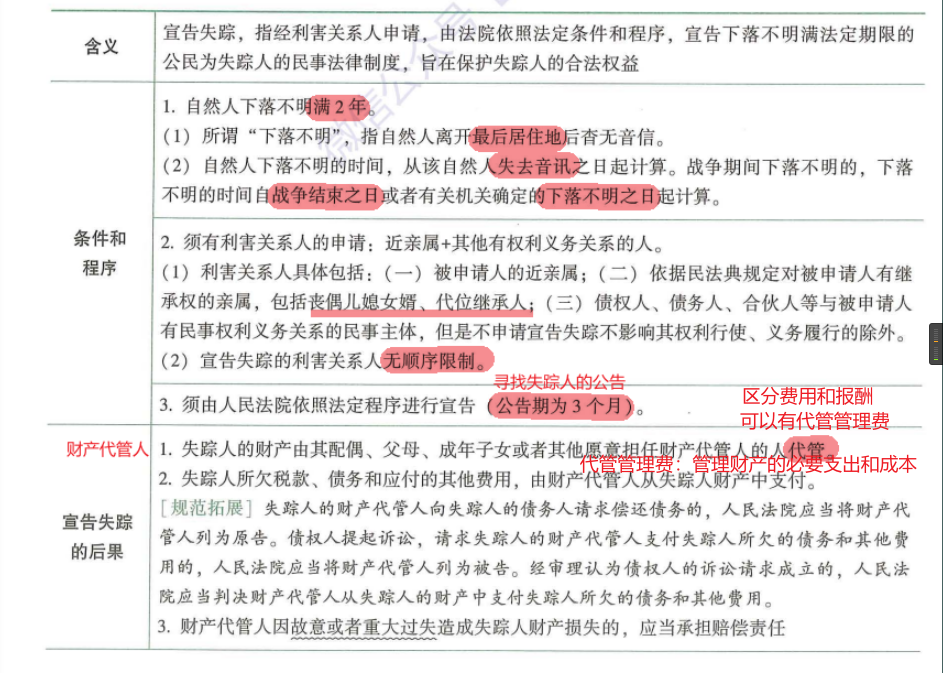 含义
宣告失踪，指经利害关系人申请，由法院依照法定条件和程序，宣告下落不明满法定期限的
公民为失踪人的民事法律制度，旨在保护失踪人的合法权益
条件和
程序
1. 自然人下落不明满2年。
（1）所谓“下落不明”，指自然人离开最后居住地后杳无音信。
（2）自然人下落不明的时间，从该自然人失去音讯之日起计算。战争期间下落不明的，下落
不明的时间自战争结束之日或者有关机关确定的下落不明之日起计算。
2. 须有利害关系人的申请：近亲属+其他有权利义务关系的人。
（1）利害关系人具体包括：（一）被申请人的近亲属；（二）依据民法典规定对被申请人有继
承权的亲属，包括丧偶儿媳女婿、代位继承人；（三）债权人、债务人、合伙人等与被申请人
有民事权利义务关系的民事主体，但是不申请宣告失踪不影响其权利行使、义务履行的除外。
（2）宣告失踪的利害关系人无顺序限制。
寻找失踪人的公告
3. 须由人民法院依照法定程序进行宣告（公告期为3个月）。
区分费用和报酬
可以有代管管理费
财产代管人
宣告失踪
的后果
1. 失踪人的财产由其配偶、父母、成年子女或者其他愿意担任财产代管人的人代管。
代管管理费：管理财产的必要支出和成本
2. 失踪人所欠税款、债务和应付的其他费用，由财产代管人从失踪人财产中支付。
［规范拓展］失踪人的财产代管人向失踪人的债务人请求偿还债务的，人民法院应当将财产代
管人列为原告。债权人提起诉讼，请求失踪人的财产代管人支付失踪人所欠的债务和其他费
用的，人民法院应当将财产代管人列为被告。经审理认为债权人的诉讼请求成立的，人民法
院应当判决财产代管人从失踪人的财产中支付失踪人所欠的债务和其他费用。
3. 财产代管人因故意或者重大过失造成失踪人财产损失的，应当承担赔偿责任
微信公众号